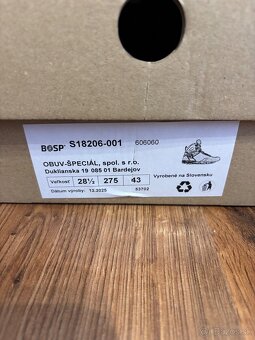 BOSP S18206-001 606060
OBUV-ŠPECIÁL, spol. s r.o.
Duklianska 19 085 01 Bardejov
Veľkosť 28½ 275 43
Vyrobené na Slovensku
Dátum výroby: 13.2025 53702